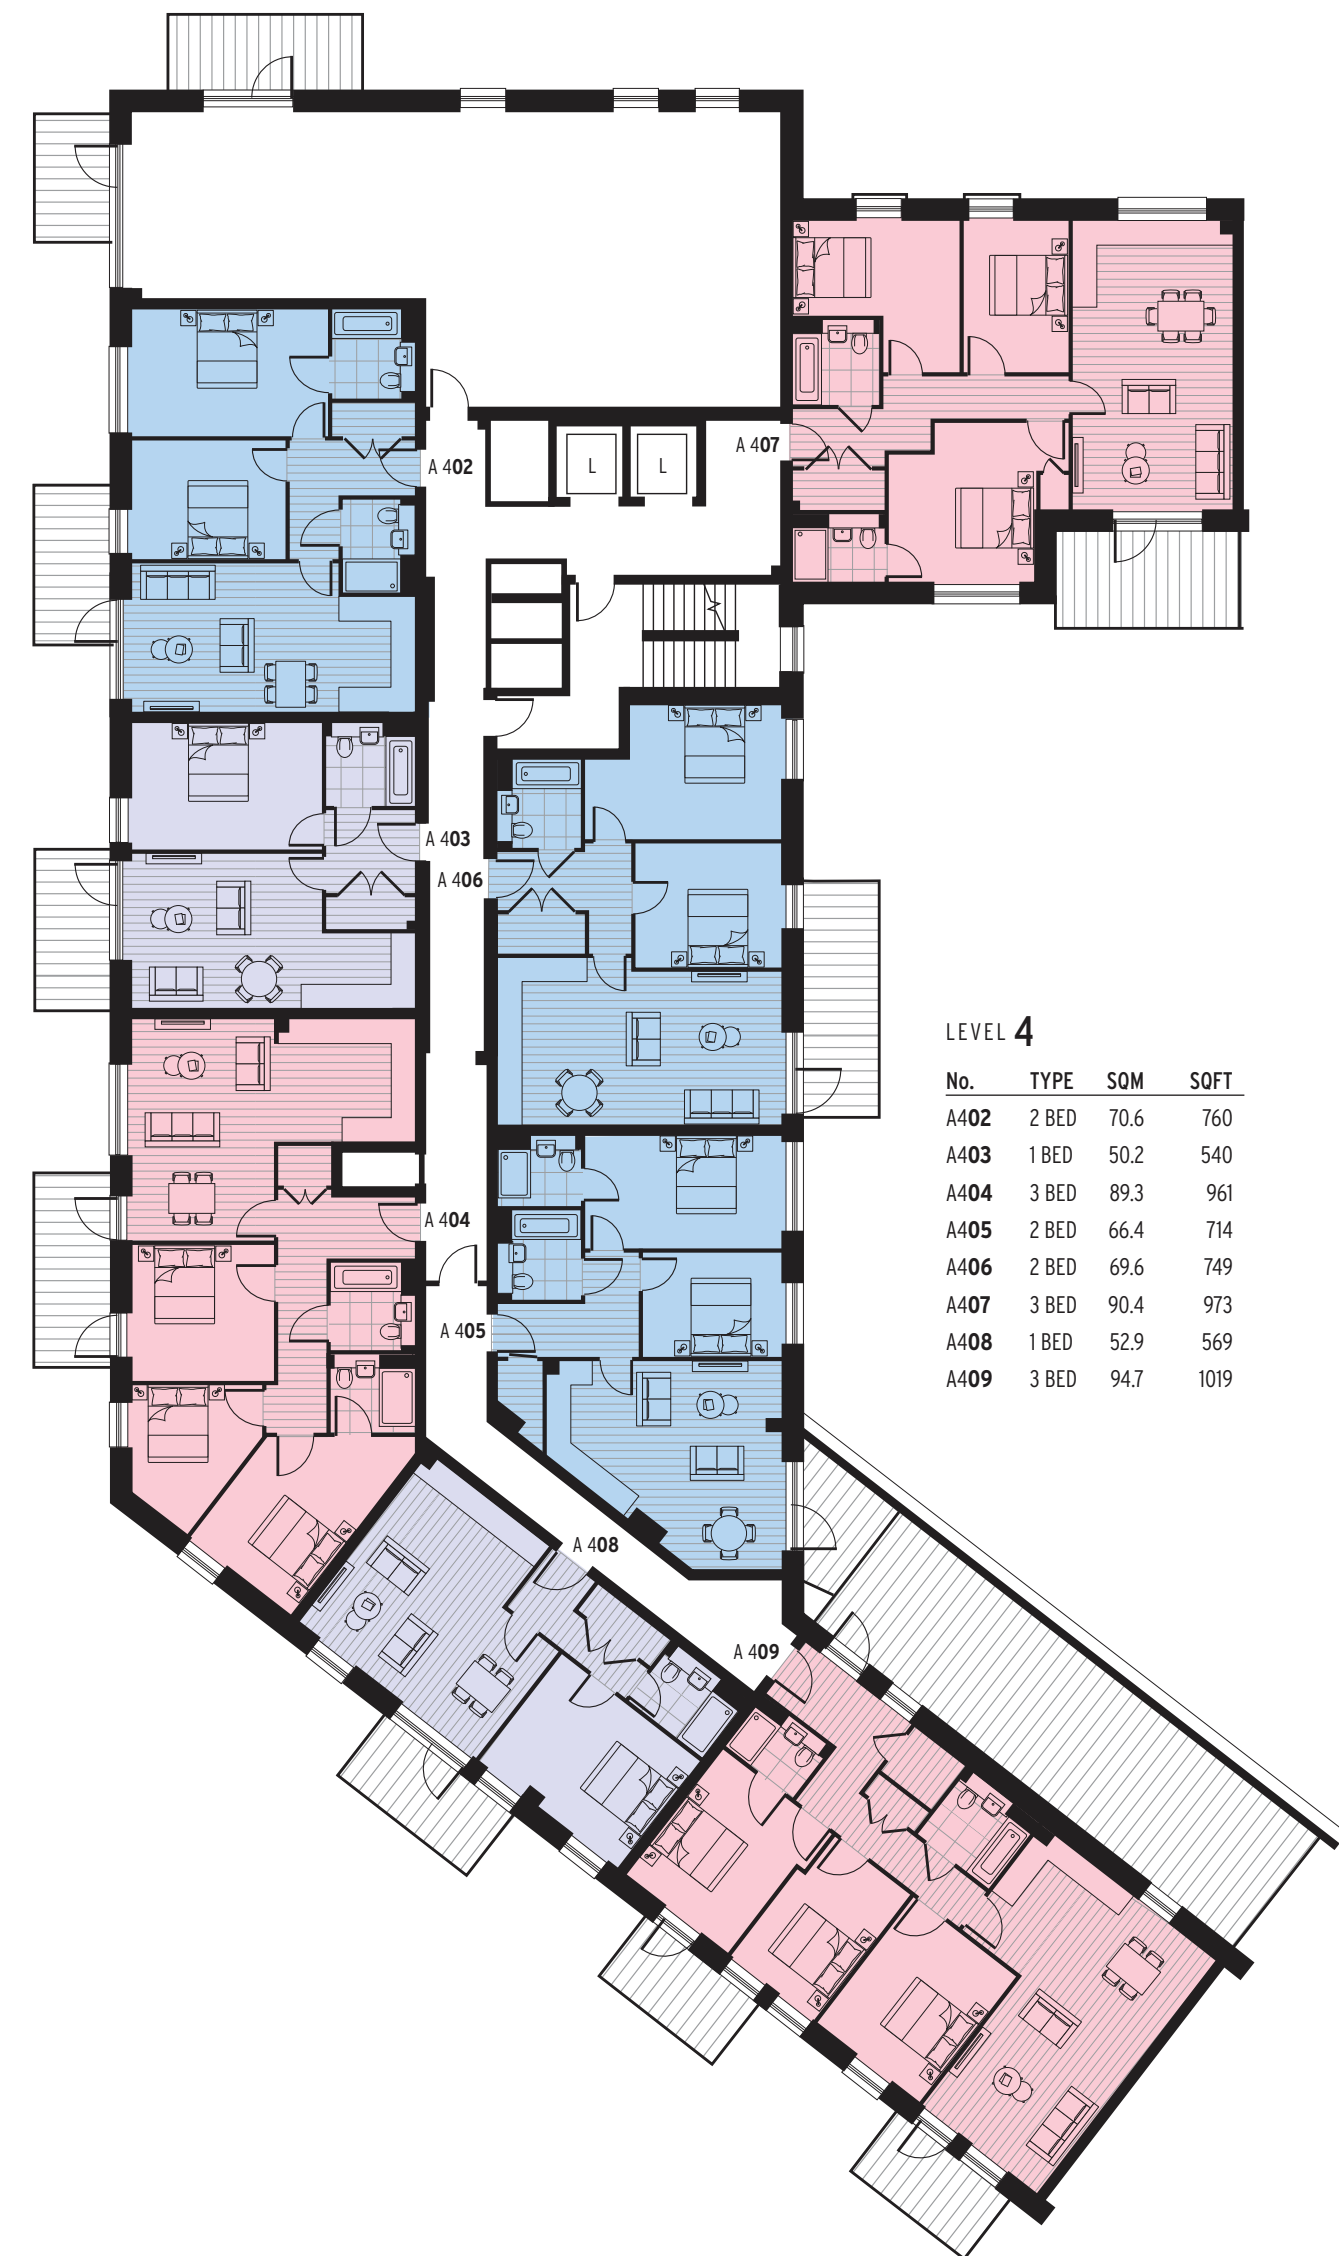 A 402
L L
A 407
A 403
A 406
LEVEL 4
No. TYPE SQM SQFT
A402 2 BED 70.6 760
A403 1 BED 50.2 540
A404 3 BED 89.3 961
A405 2 BED 66.4 714
A406 2 BED 69.6 749
A407 3 BED 90.4 973
A408 1 BED 52.9 569
A409 3 BED 94.7 1019
A 404
A 405
A 408
A 409